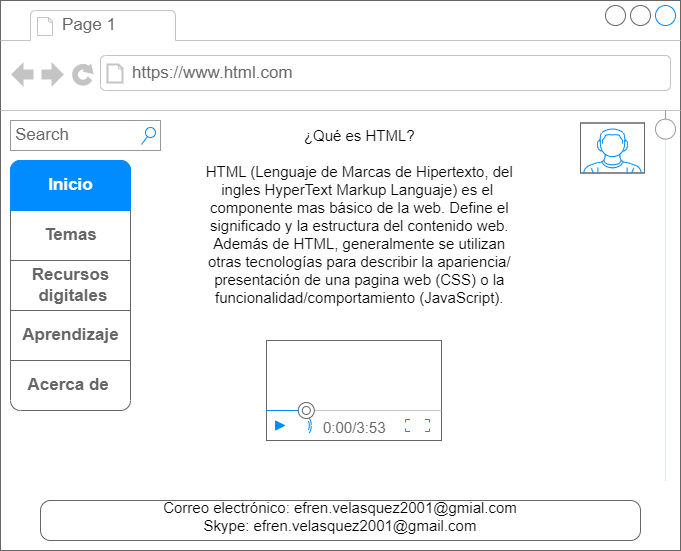 Page 1
https://www.html.com
Search
Inicio
Temas
Recursos
digitales
Aprendizaje
Acerca de
¿Qué es HTML?
HTML (Lenguaje de Marcas de Hipertexto, del
ingles HyperText Markup Languaje) es el
componente mas básico de la web. Define el
significado y la estructura del contenido web.
Además de HTML, generalmente se utilizan
otras tecnologías para describir la apariencia/
presentación de una pagina web (CSS) o la
funcionalidad/comportamiento (JavaScript).
0:00/3:53
Correo electrónico: efren.velasquez2001@gmial.com
Skype: efren.velasquez2001@gmail.com